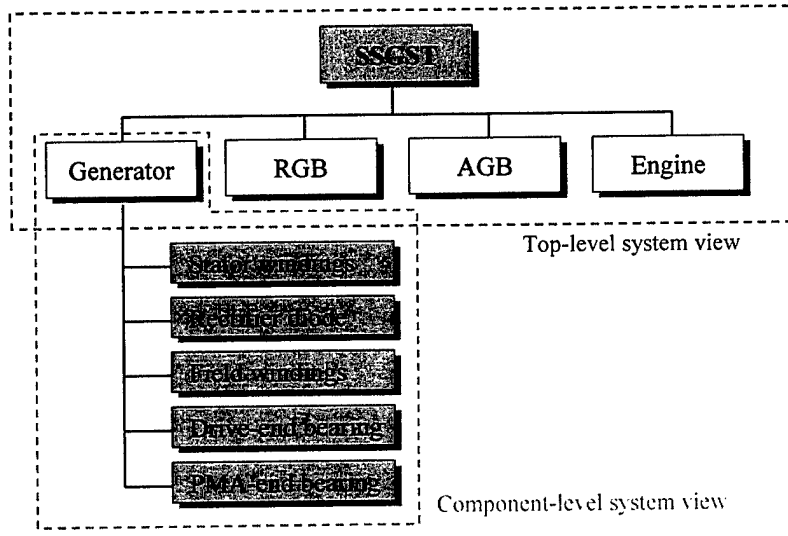 SSGST
Generator
RGB
AGB
Engine
Top-level system view
Stator windings
Rectifier diode
Field windings
Drive-end bearing
PMA-end bearing
Component-level system view